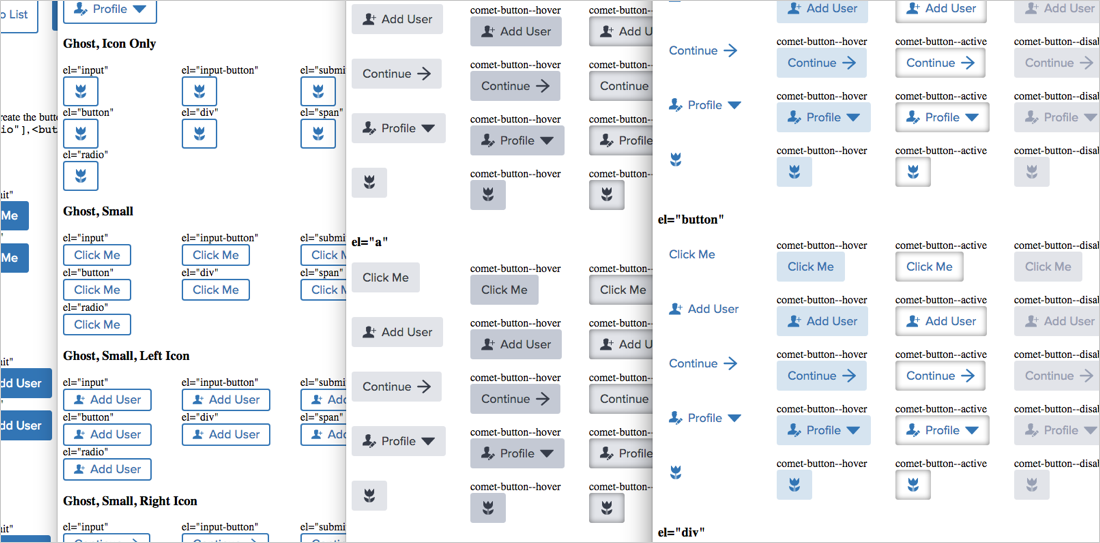 o List
reate the but
io"],<but
it"
Me
"
Me
it"
dd User
"
dd User
it"
Profile
Ghost, Icon Only
el="input" el="input-button" el="submi
el="button" el="div" el="span"
el="radio"
Ghost, Small
el="input" el="input-button" el="submi
Click Me Click Me Click M
el="button" el="div" el="span"
Click Me Click Me Click M
el="radio"
Click Me
Ghost, Small, Left Icon
el="input" el="input-button" el="submi
Add User Add User Add
el="button" el="div" el="span"
Add User Add User Add
el="radio"
Add User
Ghost, Small, Right Icon
el="input" el="input-button" el="submi
Continue Continue
Add User
comet-button--hover comet-button
Add User Add U
Continue
comet-button--hover comet-button
Continue Continue
Profile
comet-button--hover comet-button
Profile Profile
comet-button--hover comet-button
el="a"
Click Me
comet-button--hover comet-button
Click Me Click Me
Add User
comet-button--hover comet-button
Add User Add U
Continue
comet-button--hover comet-button
Continue Continue
Profile
comet-button--hover comet-button
Profile Profile
comet-button--hover comet-button
Add User Add User Add User
Continue
comet-button--hover comet-button--active comet-button--disa
Continue Continue Continue
Profile
comet-button--hover comet-button--active comet-button--disa
Profile Profile Profile
comet-button--hover comet-button--active comet-button--disa
el="button"
Click Me
comet-button--hover comet-button--active comet-button--disa
Click Me Click Me Click Me
Add User
comet-button--hover comet-button--active comet-button--disa
Add User Add User Add User
Continue
comet-button--hover comet-button--active comet-button--disa
Continue Continue Continue
Profile
comet-button--hover comet-button--active comet-button--disa
Profile Profile Profile
comet-button--hover comet-button--active comet-button--disa
el="div"